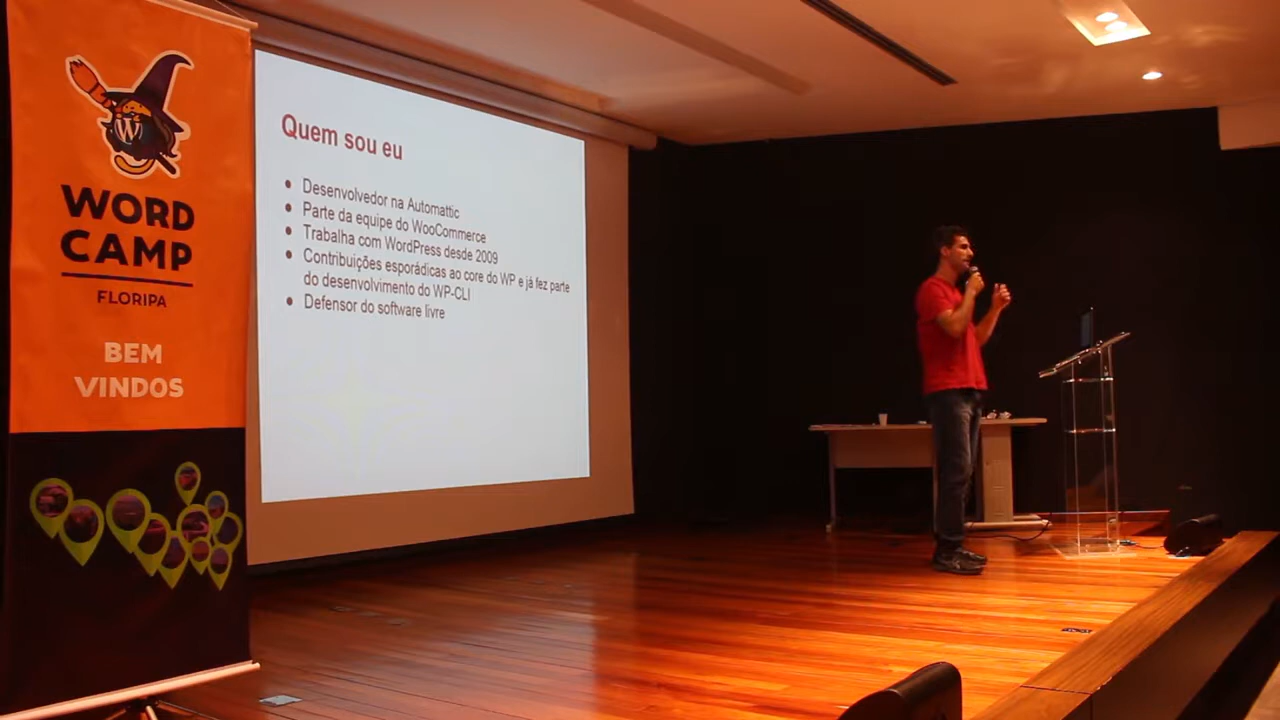 WORD
CAMP
FLORIPA
BEM
VINDOS
Quem sou eu
● Desenvolvedor na Automattic
● Parte da equipe do WooCommerce
● Trabalha com WordPress desde 2009
● Contribuições esporádicas ao core do WP e já fez parte
do desenvolvimento do WP-CLI
● Defensor do software livre